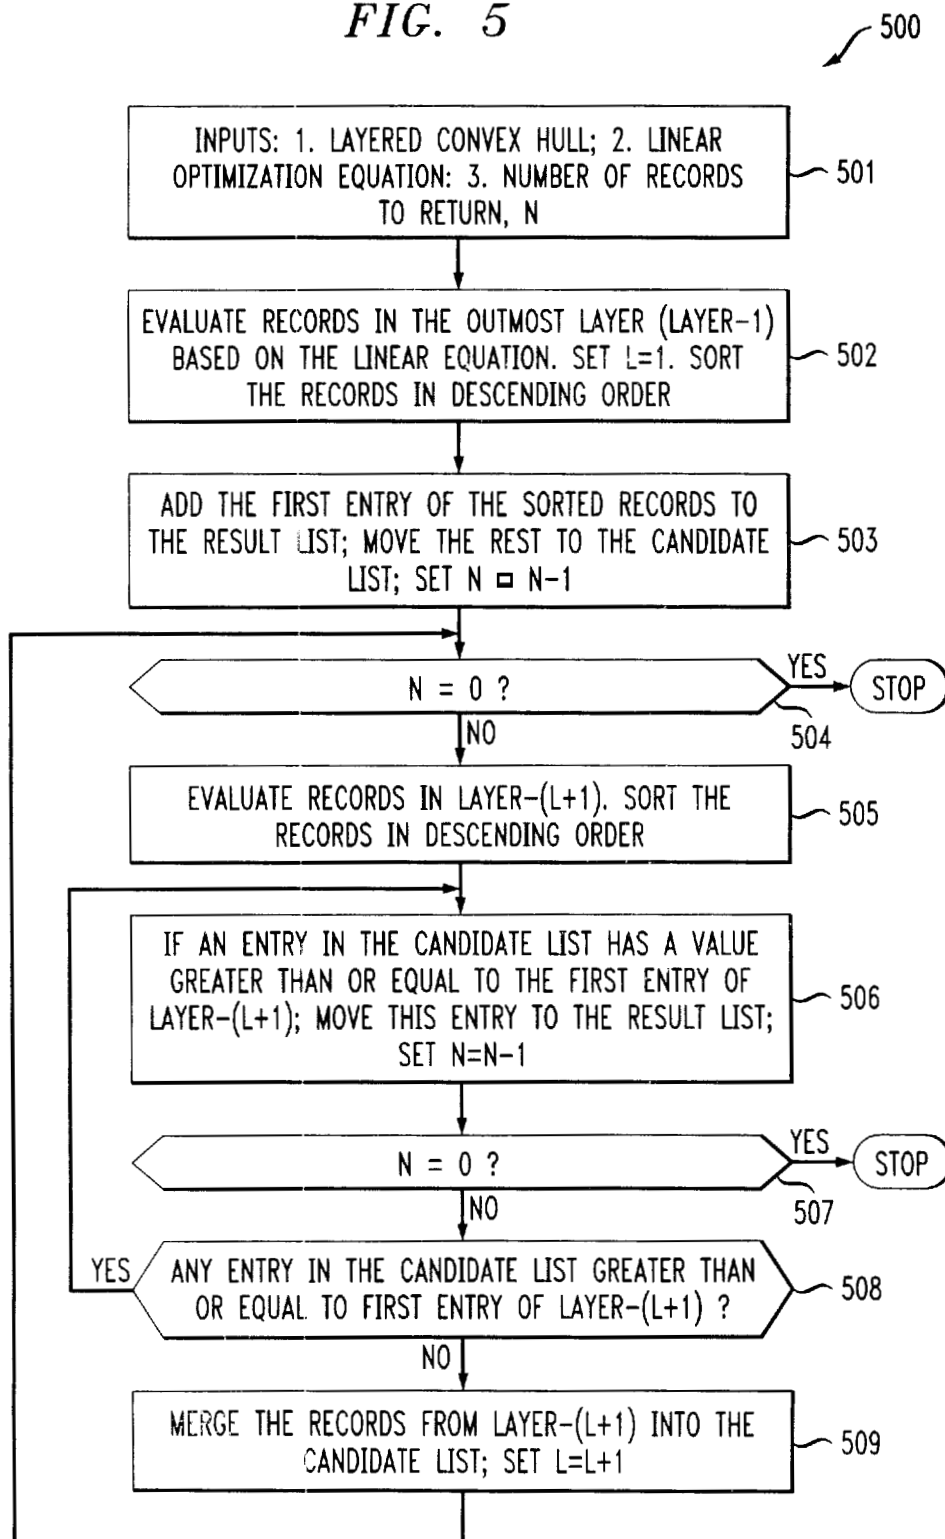 FIG. 5
500
INPUTS: 1. LAYERED CONVEX HULL; 2. LINEAR
OPTIMIZATION EQUATION: 3. NUMBER OF RECORDS
TO RETURN, N
501
EVALUATE RECORDS IN THE OUTMOST LAYER (LAYER-1)
BASED ON THE LINEAR EQUATION. SET L=1. SORT
THE RECORDS IN DESCENDING ORDER
502
ADD THE FIRST ENTRY OF THE SORTED RECORDS TO
THE RESULT LIST; MOVE THE REST TO THE CANDIDATE
LIST; SET N = N-1
503
N = 0 ?
YES
STOP
504
NO
EVALUATE RECORDS IN LAYER-(L+1). SORT THE
RECORDS IN DESCENDING ORDER
505
IF AN ENTRY IN THE CANDIDATE LIST HAS A VALUE
GREATER THAN OR EQUAL TO THE FIRST ENTRY OF
LAYER-(L+1); MOVE THIS ENTRY TO THE RESULT LIST;
SET N=N-1
506
N = 0 ?
YES
STOP
507
NO
YES
ANY ENTRY IN THE CANDIDATE LIST GREATER THAN
OR EQUAL TO FIRST ENTRY OF LAYER-(L+1) ?
508
NO
MERGE THE RECORDS FROM LAYER-(L+1) INTO THE
CANDIDATE LIST; SET L=L+1
509